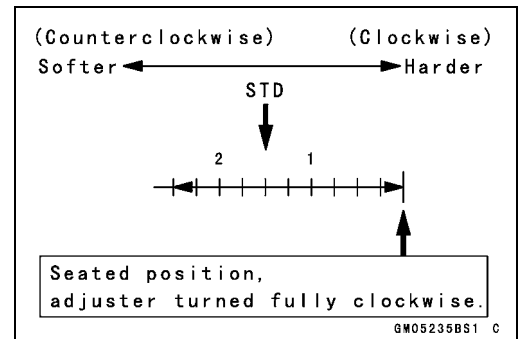 (Counterclockwise) (Clockwise)
Softer Harder
STD
2 1
Seated position,
adjuster turned fully clockwise.
GM05235BS1 C